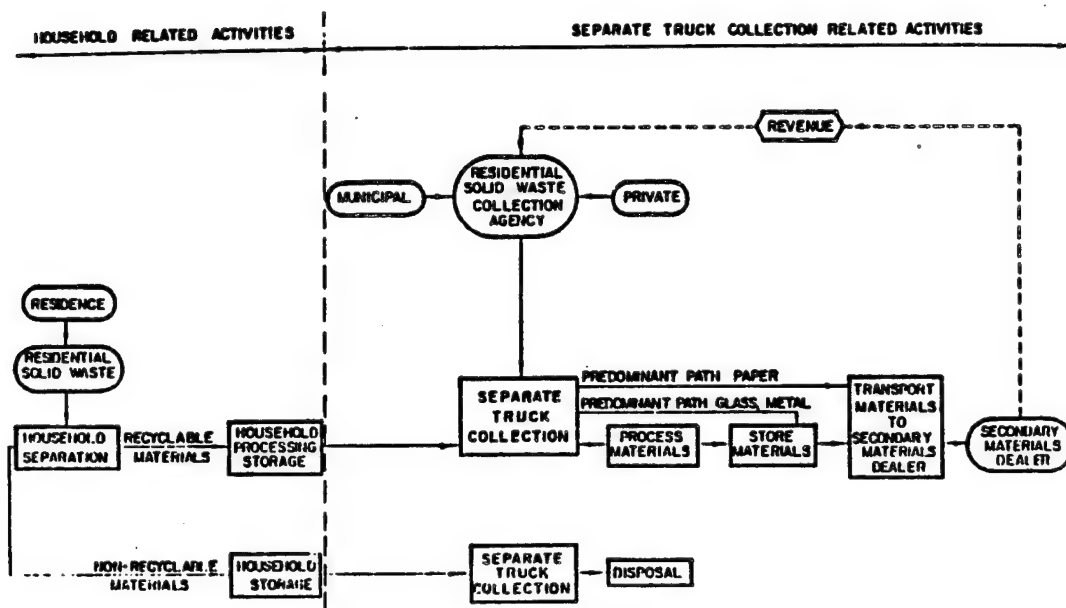 HOUSEHOLD RELATED ACTIVITIES
SEPARATE TRUCK COLLECTION RELATED ACTIVITIES
REVENUE
MUNICIPAL
RESIDENTIAL
SOLID WASTE
COLLECTION
AGENCY
PRIVATE
RESIDENCE
RESIDENTIAL
SOLID WASTE
HOUSEHOLD
SEPARATION
RECYCLABLE
MATERIALS
HOUSEHOLD
PROCESSING
STORAGE
SEPARATE
TRUCK
COLLECTION
PREDOMINANT PATH PAPER
PREDOMINANT PATH GLASS, METAL
PROCESS
MATERIALS
STORE
MATERIALS
TRANSPORT
MATERIALS
TO
SECONDARY
MATERIALS
DEALER
SECONDARY
MATERIALS
DEALER
NON-RECYCLABLE
MATERIALS
HOUSEHOLD
STORAGE
SEPARATE
TRUCK
COLLECTION
DISPOSAL